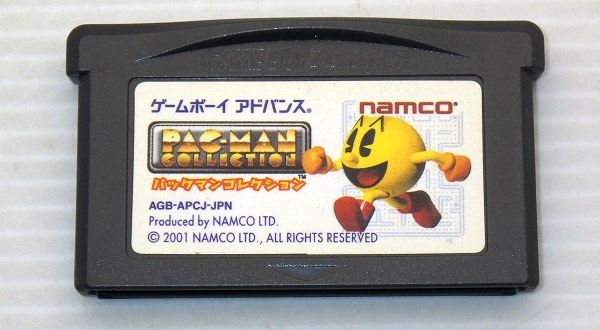 GAME BOY ADVANCE
ゲームボーイ アドバンス®
namco®
PAC-MAN
COLLECTION
パックマンコレクション™
AGB-APCJ-JPN
Produced by NAMCO LTD.
© 2001 NAMCO LTD., ALL RIGHTS RESERVED